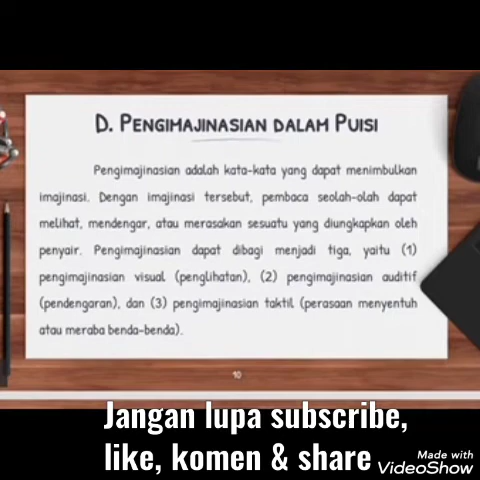 D. PENGIMAJINASIAN DALAM PUISI
Pengimajinasian adalah kata-kata yang dapat menimbulkan
imajinasi. Dengan imajinasi tersebut, pembaca seolah-olah dapat
melihat, mendengar, atau merasakan sesuatu yang diungkapkan oleh
penyair. Pengimajinasian dapat dibagi menjadi tiga, yaitu (1)
pengimajinasian visual (penglihatan), (2) pengimajinasian auditif
(pendengaran), dan (3) pengimajinasian taktil (perasaan menyentuh
atau meraba benda-benda).
10
Jangan lupa subscribe,
like, komen & share
Made with
VideoShow